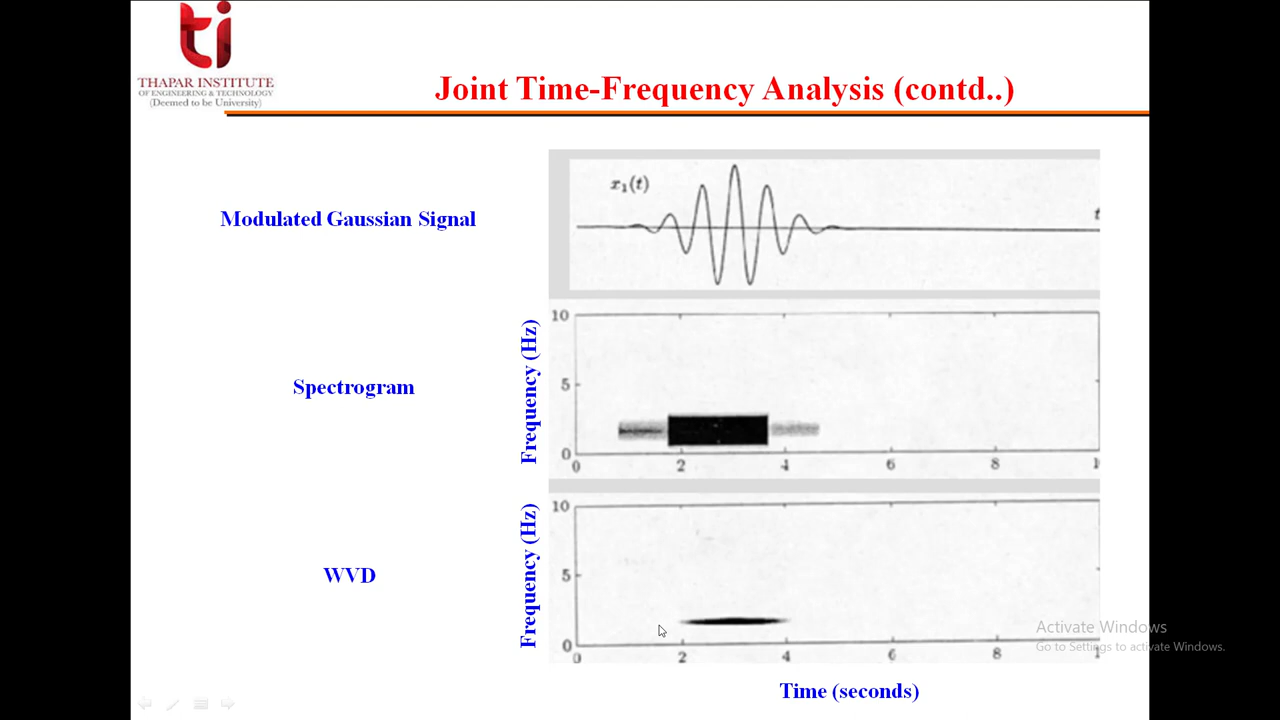 ti
THAPAR INSTITUTE
OF ENGINEERING & TECHNOLOGY
(Deemed to be University)
Joint Time-Frequency Analysis (contd..)
Modulated Gaussian Signal
x₁(t)
t
Spectrogram
Frequency (Hz)
10
5
0
0 2 4 6 8 1
WVD
Frequency (Hz)
10
5
0
0 2 4 6 8 1
Time (seconds)
Activate Windows
Go to Settings to activate Windows.